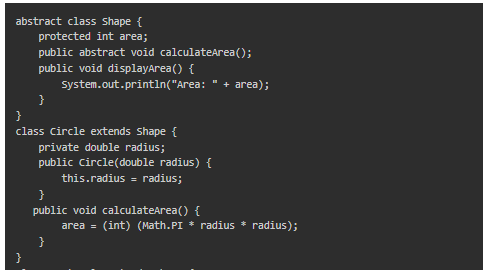 abstract class Shape {
    protected int area;
    public abstract void calculateArea();
    public void displayArea() {
        System.out.println("Area: " + area);
    }
}
class Circle extends Shape {
    private double radius;
    public Circle(double radius) {
        this.radius = radius;
    }
   public void calculateArea() {
        area = (int) (Math.PI * radius * radius);
    }
}